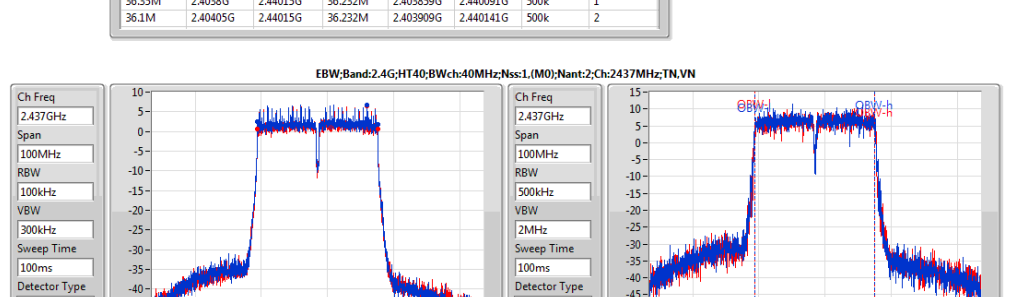 36.35M 2.4038G 2.44015G 36.232M 2.403859G 2.440091G 500k 1
36.1M 2.40405G 2.44015G 36.232M 2.403909G 2.440141G 500k 2
EBW;Band:2.4G;HT40;BWch:40MHz;Nss:1,(M0);Nant:2;Ch:2437MHz;TN,VN
Ch Freq
2.437GHz
Span
100MHz
RBW
100kHz
VBW
300kHz
Sweep Time
100ms
Detector Type
10
5
0
-5
-10
-15
-20
-25
-30
-35
-40
Ch Freq
2.437GHz
Span
100MHz
RBW
500kHz
VBW
2MHz
Sweep Time
100ms
Detector Type
15
10
5
0
-5
-10
-15
-20
-25
-30
-35
-40
-45
OBW-h